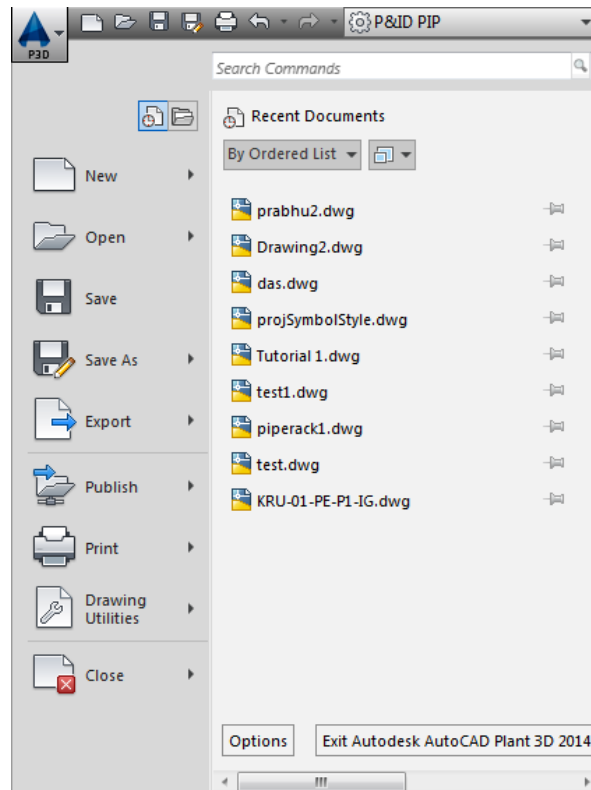 P3D
P&ID PIP
Search Commands
Recent Documents
By Ordered List
New
Open
Save
Save As
Export
Publish
Print
Drawing
Utilities
Close
prabhu2.dwg
Drawing2.dwg
das.dwg
projSymbolStyle.dwg
Tutorial 1.dwg
test1.dwg
piperack1.dwg
test.dwg
KRU-01-PE-P1-IG.dwg
Options
Exit Autodesk AutoCAD Plant 3D 2014